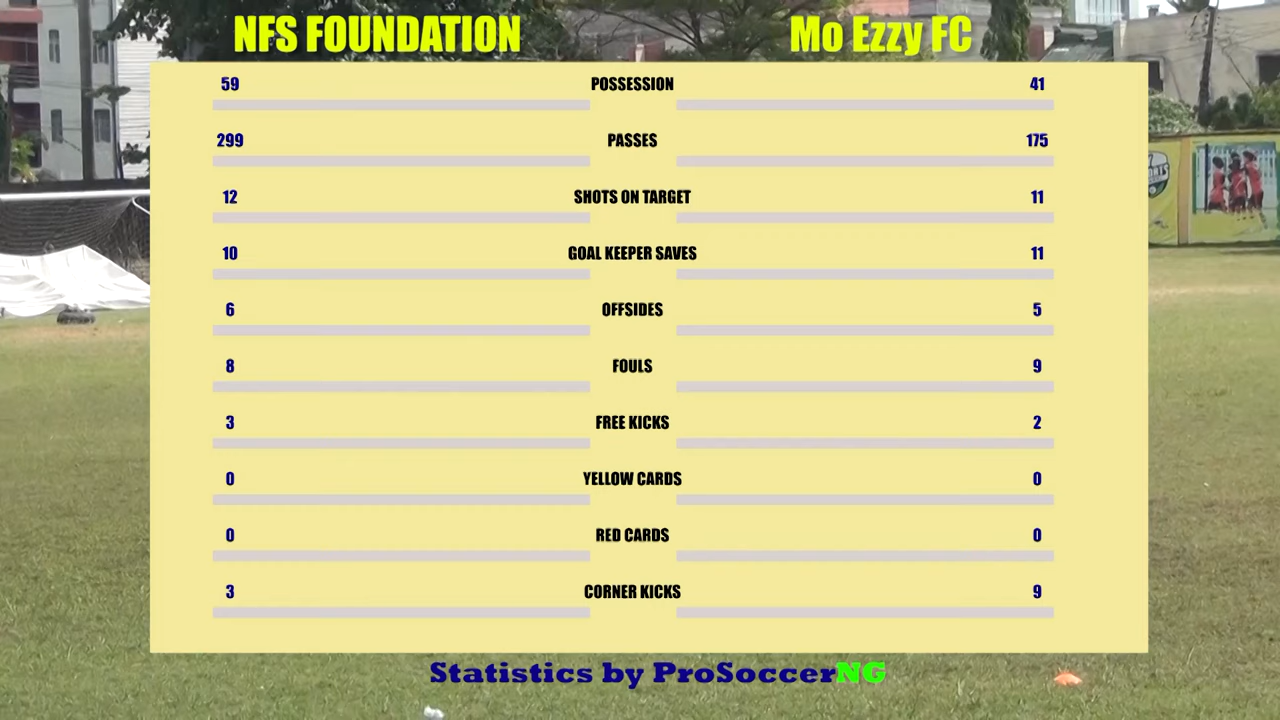 NFS FOUNDATION Mo Ezzy FC
59 POSSESSION 41
299 PASSES 175
12 SHOTS ON TARGET 11
10 GOAL KEEPER SAVES 11
6 OFFSIDES 5
8 FOULS 9
3 FREE KICKS 2
0 YELLOW CARDS 0
0 RED CARDS 0
3 CORNER KICKS 9
Statistics by ProSoccerNG